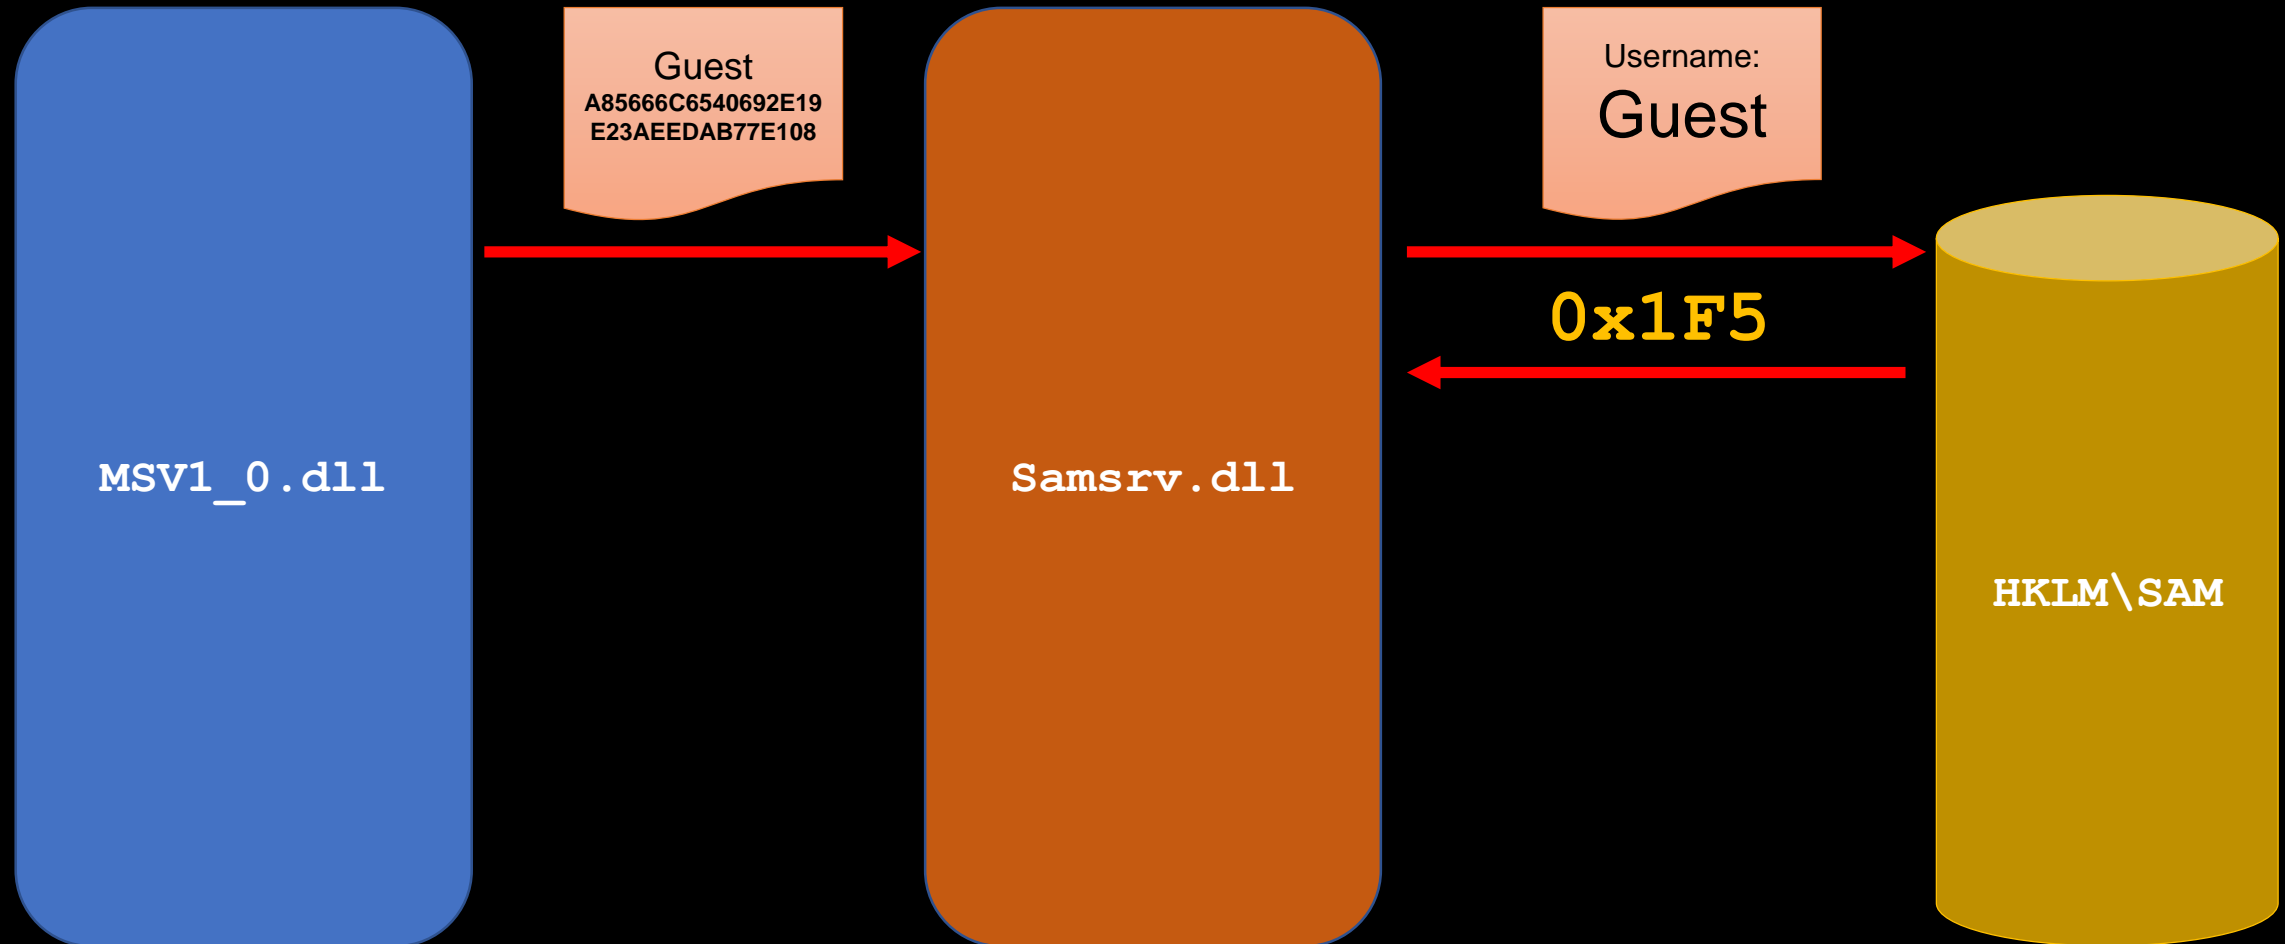 Guest
A85666C6540692E19
E23AEEDAB77E108
Username:
Guest
0x1F5
MSV1_0.dll
Samsrv.dll
HKLM\SAM